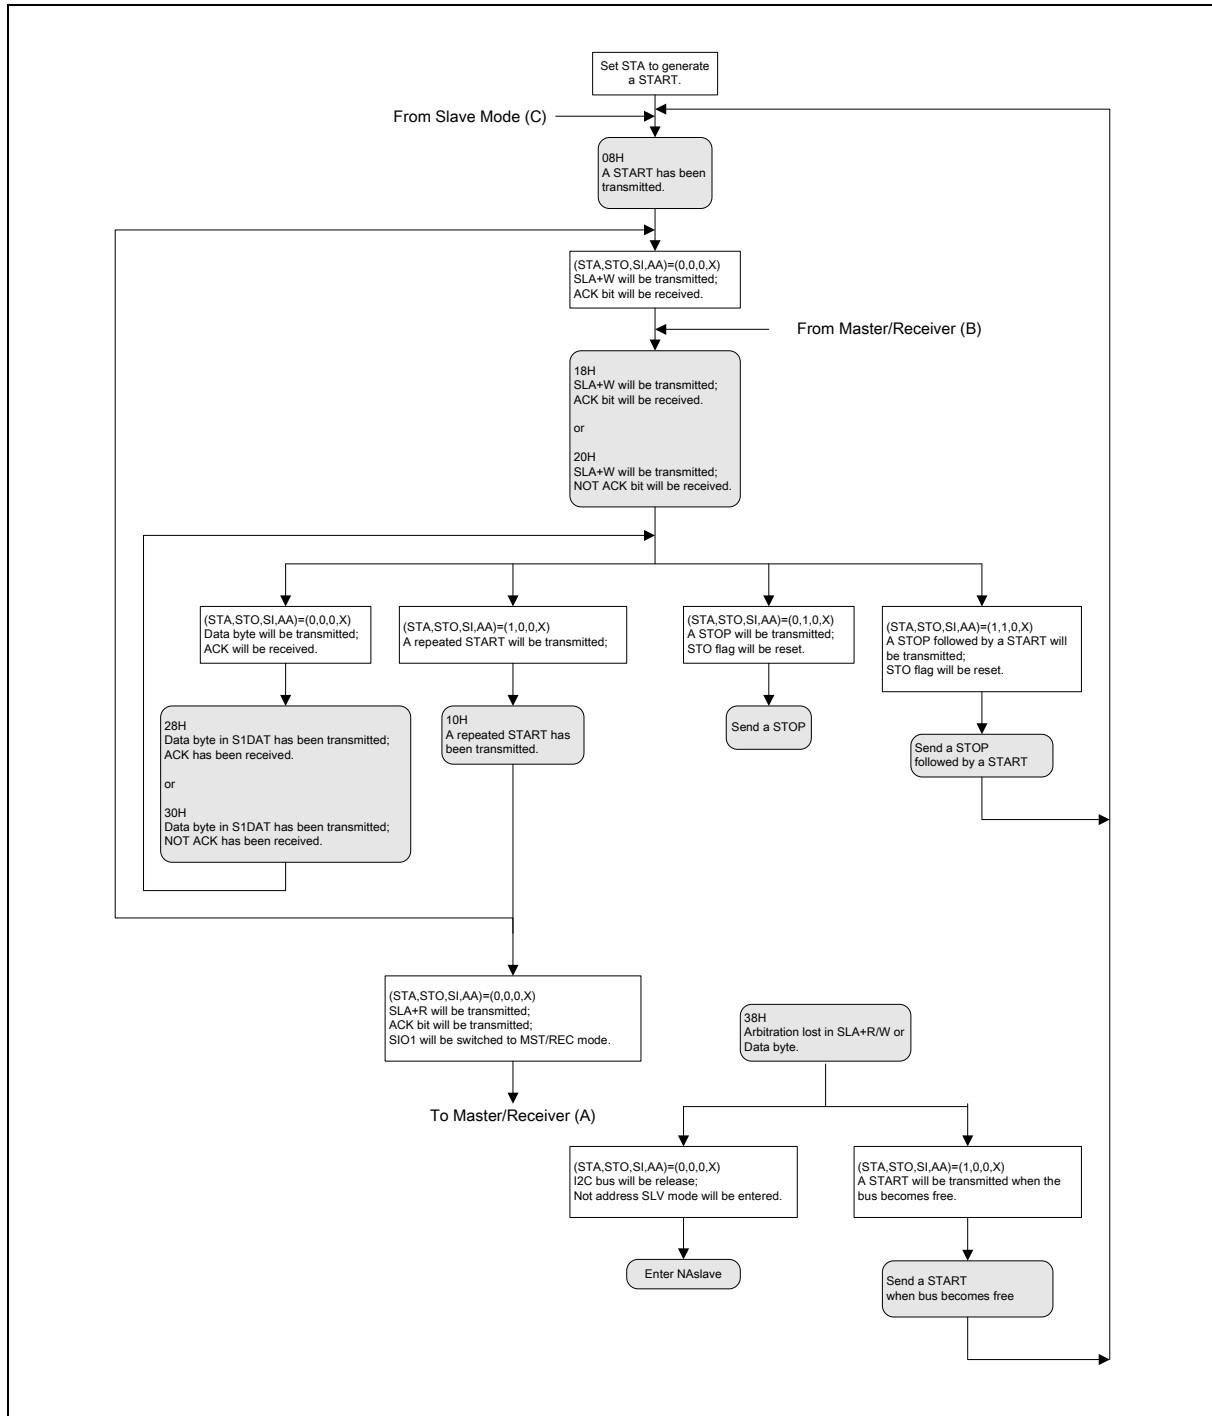 Set STA to generate
a START.
From Slave Mode (C)
08H
A START has been
transmitted.
(STA,STO,SI,AA)=(0,0,0,X)
SLA+W will be transmitted;
ACK bit will be received.
From Master/Receiver (B)
18H
SLA+W will be transmitted;
ACK bit will be received.
or
20H
SLA+W will be transmitted;
NOT ACK bit will be received.
(STA,STO,SI,AA)=(0,0,0,X)
Data byte will be transmitted;
ACK will be received.
(STA,STO,SI,AA)=(1,0,0,X)
A repeated START will be transmitted;
(STA,STO,SI,AA)=(0,1,0,X)
A STOP will be transmitted;
STO flag will be reset.
(STA,STO,SI,AA)=(1,1,0,X)
A STOP followed by a START will
be transmitted;
STO flag will be reset.
28H
Data byte in S1DAT has been transmitted;
ACK has been received.
or
30H
Data byte in S1DAT has been transmitted;
NOT ACK has been received.
10H
A repeated START has
been transmitted.
Send a STOP
Send a STOP
followed by a START
(STA,STO,SI,AA)=(0,0,0,X)
SLA+R will be transmitted;
ACK bit will be transmitted;
SIO1 will be switched to MST/REC mode.
To Master/Receiver (A)
38H
Arbitration lost in SLA+R/W or
Data byte.
(STA,STO,SI,AA)=(0,0,0,X)
I2C bus will be release;
Not address SLV mode will be entered.
(STA,STO,SI,AA)=(1,0,0,X)
A START will be transmitted when the
bus becomes free.
Enter NAslave
Send a START
when bus becomes free